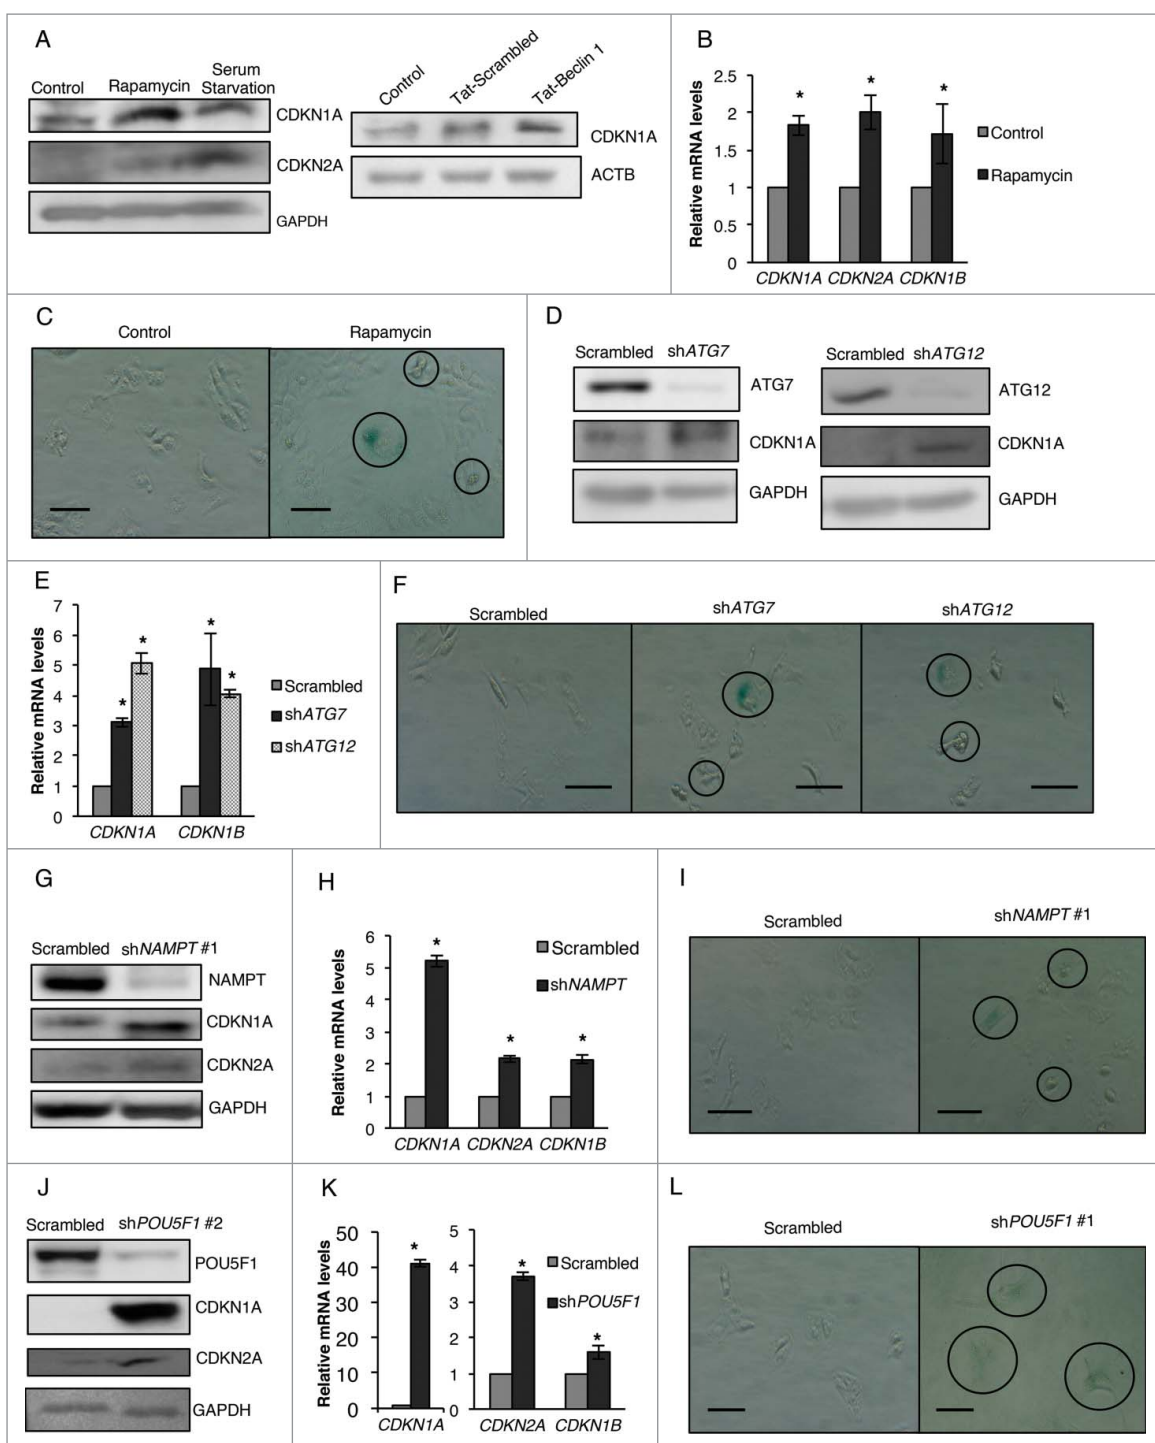 A
Control
Rapamycin
Serum
Starvation
CDKN1A
CDKN2A
GAPDH
Control
Tat-Scrambled
Tat-Beclin 1
CDKN1A
ACTB
B
Relative mRNA levels
2.5
2
1.5
1
0.5
0
* * *
CDKN1A CDKN2A CDKN1B
Control
Rapamycin
C
Control
Rapamycin
D
Scrambled shATG7
ATG7
CDKN1A
GAPDH
Scrambled shATG12
ATG12
CDKN1A
GAPDH
E
Relative mRNA levels
7
6
5
4
3
2
1
0
* * * *
CDKN1A CDKN1B
Scrambled
shATG7
shATG12
F
Scrambled
shATG7
shATG12
G
Scrambled shNAMPT #1
NAMPT
CDKN1A
CDKN2A
GAPDH
H
Relative mRNA levels
6
5
4
3
2
1
0
* * *
CDKN1A CDKN2A CDKN1B
Scrambled
shNAMPT
I
Scrambled
shNAMPT #1
J
Scrambled shPOU5F1 #2
POU5F1
CDKN1A
CDKN2A
GAPDH
K
Relative mRNA levels
50
40
30
20
10
0
*
CDKN1A
5
4
3
2
1
0
* *
CDKN2A CDKN1B
Scrambled
shPOU5F1
L
Scrambled
shPOU5F1 #1